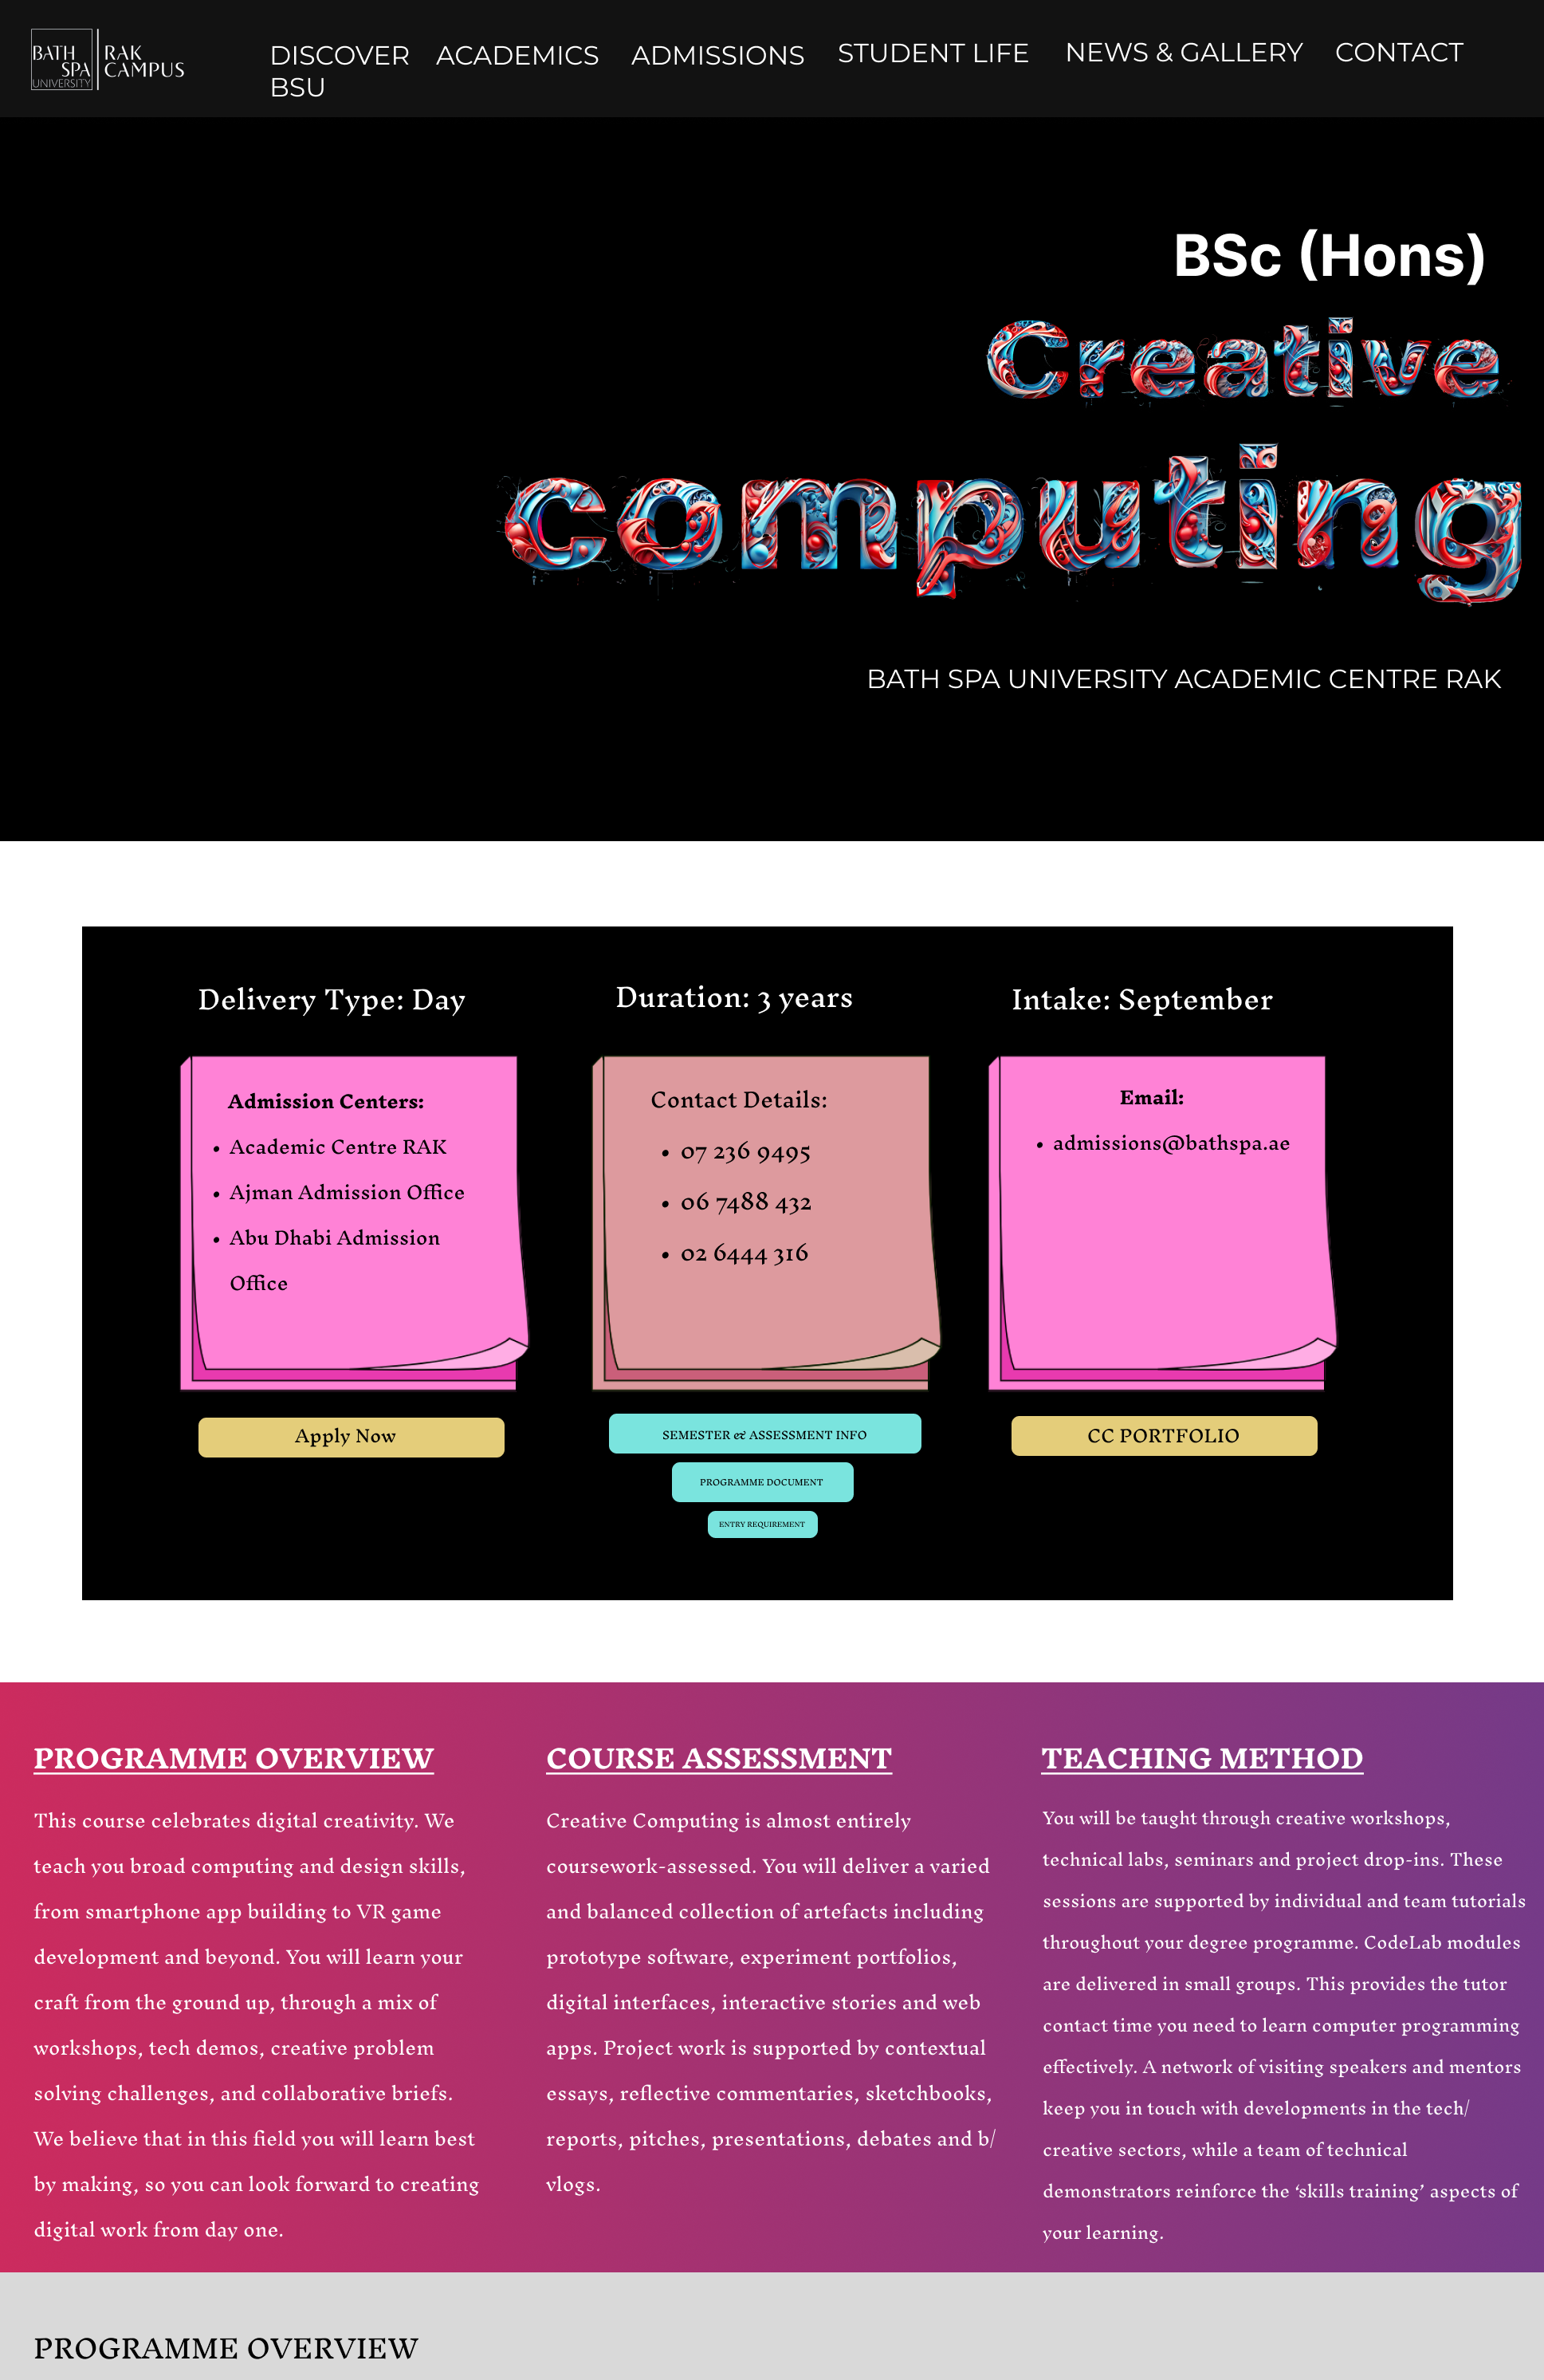 BATH
SPA
UNIVERSITY
RAK
CAMPUS
DISCOVER
BSU
ACADEMICS
ADMISSIONS
STUDENT LIFE
NEWS & GALLERY
CONTACT
BSc (Hons)
Creative
computing
BATH SPA UNIVERSITY ACADEMIC CENTRE RAK
Delivery Type: Day
Admission Centers:
• Academic Centre RAK
• Ajman Admission Office
• Abu Dhabi Admission
Office
Apply Now
Duration: 3 years
Contact Details:
• 07 236 9495
• 06 7488 432
• 02 6444 316
SEMESTER & ASSESSMENT INFO
PROGRAMME DOCUMENT
ENTRY REQUIREMENT
Intake: September
Email:
• admissions@bathspa.ae
CC PORTFOLIO
PROGRAMME OVERVIEW
This course celebrates digital creativity. We
teach you broad computing and design skills,
from smartphone app building to VR game
development and beyond. You will learn your
craft from the ground up, through a mix of
workshops, tech demos, creative problem
solving challenges, and collaborative briefs.
We believe that in this field you will learn best
by making, so you can look forward to creating
digital work from day one.
COURSE ASSESSMENT
Creative Computing is almost entirely
coursework-assessed. You will deliver a varied
and balanced collection of artefacts including
prototype software, experiment portfolios,
digital interfaces, interactive stories and web
apps. Project work is supported by contextual
essays, reflective commentaries, sketchbooks,
reports, pitches, presentations, debates and b/
vlogs.
TEACHING METHOD
You will be taught through creative workshops,
technical labs, seminars and project drop-ins. These
sessions are supported by individual and team tutorials
throughout your degree programme. CodeLab modules
are delivered in small groups. This provides the tutor
contact time you need to learn computer programming
effectively. A network of visiting speakers and mentors
keep you in touch with developments in the tech/
creative sectors, while a team of technical
demonstrators reinforce the ‘skills training’ aspects of
your learning.
PROGRAMME OVERVIEW